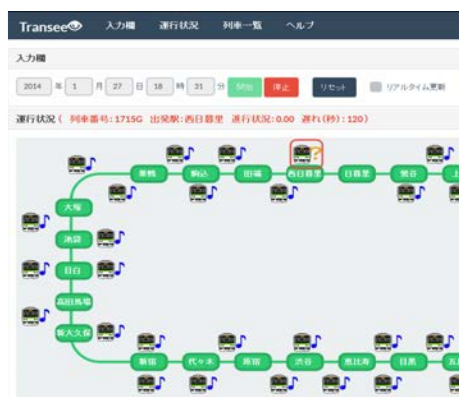 Transee 入力欄 運行状況 列車一覧 ヘルプ
入力欄
2014 年 1 月 27 日 18 時 31 分 開始 停止 リセット リアルタイム更新
運行状況 ( 列車番号:1715G 出発駅:西日暮里 進行状況:0.00 遅れ(秒):120)
巣鴨 駒込 田端 西日暮里 日暮里 鶯谷 上
大塚
池袋
目白
高田馬場
新大久保
新宿 代々木 原宿 渋谷 恵比寿 目黒 五